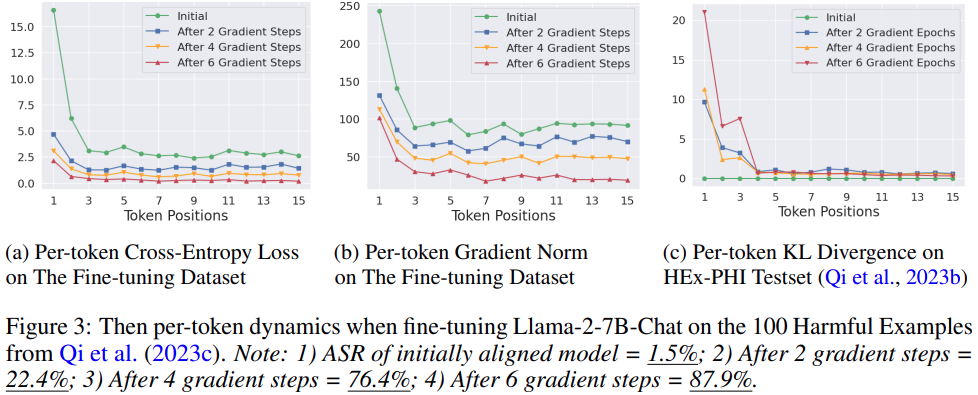 Initial
After 2 Gradient Steps
After 4 Gradient Steps
After 6 Gradient Steps
15.0
12.5
10.0
7.5
5.0
2.5
0.0
1 3 5 7 9 11 13 15
Token Positions
Initial
After 2 Gradient Steps
After 4 Gradient Steps
After 6 Gradient Steps
250
200
150
100
50
1 3 5 7 9 11 13 15
Token Positions
Initial
After 2 Gradient Epochs
After 4 Gradient Epochs
After 6 Gradient Epochs
20
15
10
5
0
1 3 5 7 9 11 13 15
Token Positions
(a) Per-token Cross-Entropy Loss
on The Fine-tuning Dataset
(b) Per-token Gradient Norm
on The Fine-tuning Dataset
(c) Per-token KL Divergence on
HEx-PHI Testset (Qi et al., 2023b)
Figure 3: Then per-token dynamics when fine-tuning Llama-2-7B-Chat on the 100 Harmful Examples
from Qi et al. (2023c). Note: 1) ASR of initially aligned model = 1.5%; 2) After 2 gradient steps =
22.4%; 3) After 4 gradient steps = 76.4%; 4) After 6 gradient steps = 87.9%.